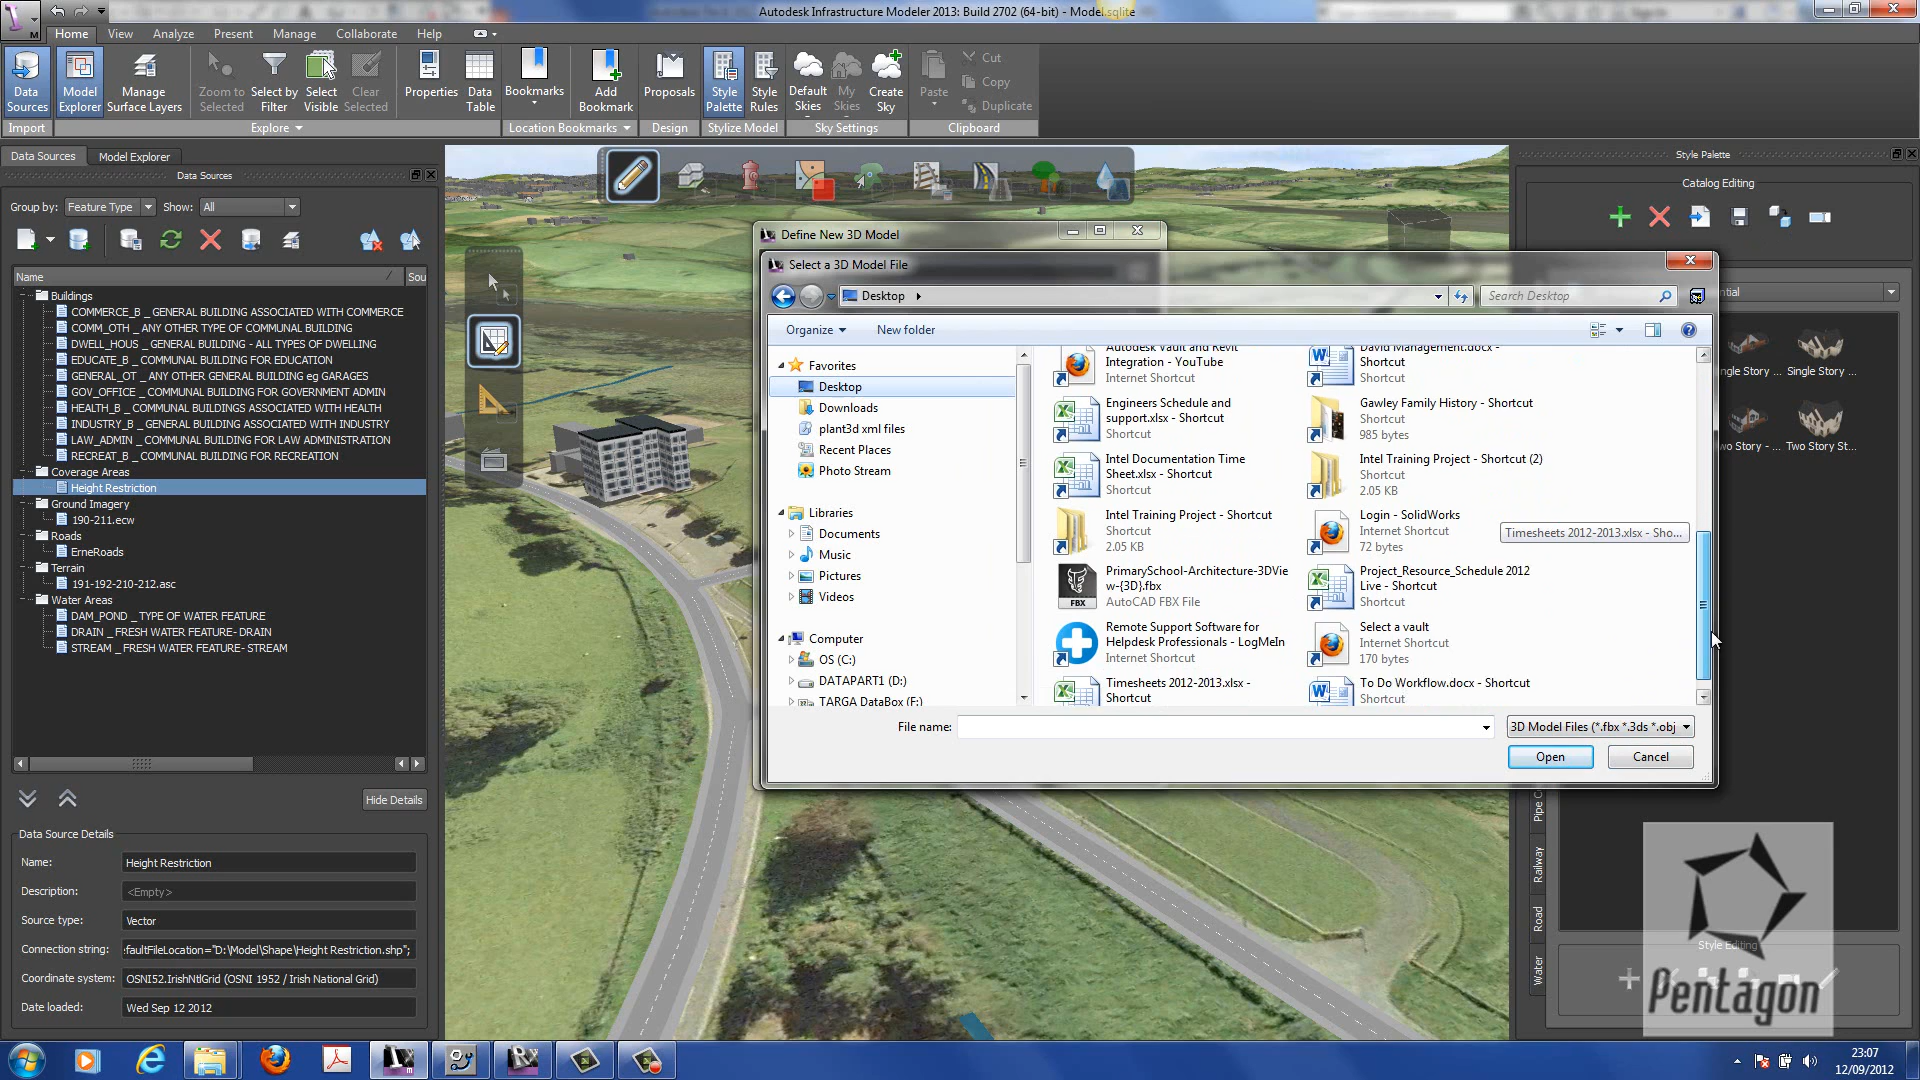 Autodesk Infrastructure Modeler 2013: Build 2702 (64-bit) - Model.sqlite
Home View Analyze Present Manage Collaborate Help
Data Sources
Model Explorer
Manage Surface Layers
Zoom to Selected
Select by Filter
Select Visible
Clear Selected
Properties
Data Table
Bookmarks
Add Bookmark
Proposals
Style Palette
Style Rules
Default Skies
My Skies
Create Sky
Paste
Cut
Copy
Duplicate
Import Explore Location Bookmarks Design Stylize Model Sky Settings Clipboard
Data Sources Model Explorer
Data Sources
Group by: Feature Type Show: All
Name Sou
Buildings
COMMERCE_B _ GENERAL BUILDING ASSOCIATED WITH COMMERCE
COMM_OTH _ ANY OTHER TYPE OF COMMUNAL BUILDING
DWELL_HOUS _ GENERAL BUILDING - ALL TYPES OF DWELLING
EDUCATE_B _ COMMUNAL BUILDING FOR EDUCATION
GENERAL_OT _ ANY OTHER GENERAL BUILDING eg GARAGES
GOV_OFFICE _ COMMUNAL BUILDING FOR GOVERNMENT ADMIN
HEALTH_B _ COMMUNAL BUILDINGS ASSOCIATED WITH HEALTH
INDUSTRY_B _ GENERAL BUILDING ASSOCIATED WITH INDUSTRY
LAW_ADMIN _ COMMUNAL BUILDING FOR LAW ADMINISTRATION
RECREAT_B _ COMMUNAL BUILDING FOR RECREATION
Coverage Areas
Height Restriction
Ground Imagery
190-211.ecw
Roads
ErneRoads
Terrain
191-192-210-212.asc
Water Areas
DAM_POND _ TYPE OF WATER FEATURE
DRAIN _ FRESH WATER FEATURE- DRAIN
STREAM _ FRESH WATER FEATURE- STREAM
Hide Details
Data Source Details
Name: Height Restriction
Description: <Empty>
Source type: Vector
Connection string: :faultFileLocation="D:\Model\Shape\Height Restriction.shp";
Coordinate system: OSNI52.IrishNtlGrid (OSNI 1952 / Irish National Grid)
Date loaded: Wed Sep 12 2012
Define New 3D Model
Select a 3D Model File
Desktop
Search Desktop
Organize New folder
Favorites
Desktop
Downloads
plant3d xml files
Recent Places
Photo Stream
Libraries
Documents
Music
Pictures
Videos
Computer
OS (C:)
DATAPART1 (D:)
TARGA DataBox (F:)
Autodesk Vault and Revit
Integration - YouTube
Internet Shortcut
Engineers Schedule and
support.xlsx - Shortcut
Shortcut
Intel Documentation Time
Sheet.xlsx - Shortcut
Shortcut
Intel Training Project - Shortcut
2.05 KB
FBX
PrimarySchool-Architecture-3DVie
w-{3D}.fbx
AutoCAD FBX File
Remote Support Software for
Helpdesk Professionals - LogMeIn
Internet Shortcut
Timesheets 2012-2013.xlsx -
Shortcut
David Management.docx -
Shortcut
Shortcut
Gawley Family History - Shortcut
Shortcut
985 bytes
Intel Training Project - Shortcut (2)
Shortcut
2.05 KB
Login - SolidWorks
Internet Shortcut
72 bytes
Timesheets 2012-2013.xlsx - Sho...
Project_Resource_Schedule 2012
Live - Shortcut
Shortcut
Select a vault
Internet Shortcut
170 bytes
To Do Workflow.docx - Shortcut
Shortcut
File name:
3D Model Files (*.fbx *.3ds *.obj
Open Cancel
Style Palette
Catalog Editing
ntial
ngle Story ... Single Story ...
wo Story - ... Two Story St...
Pipe C
Railway
Road
Water
Style Editing
Pentagon
23:07
12/09/2012